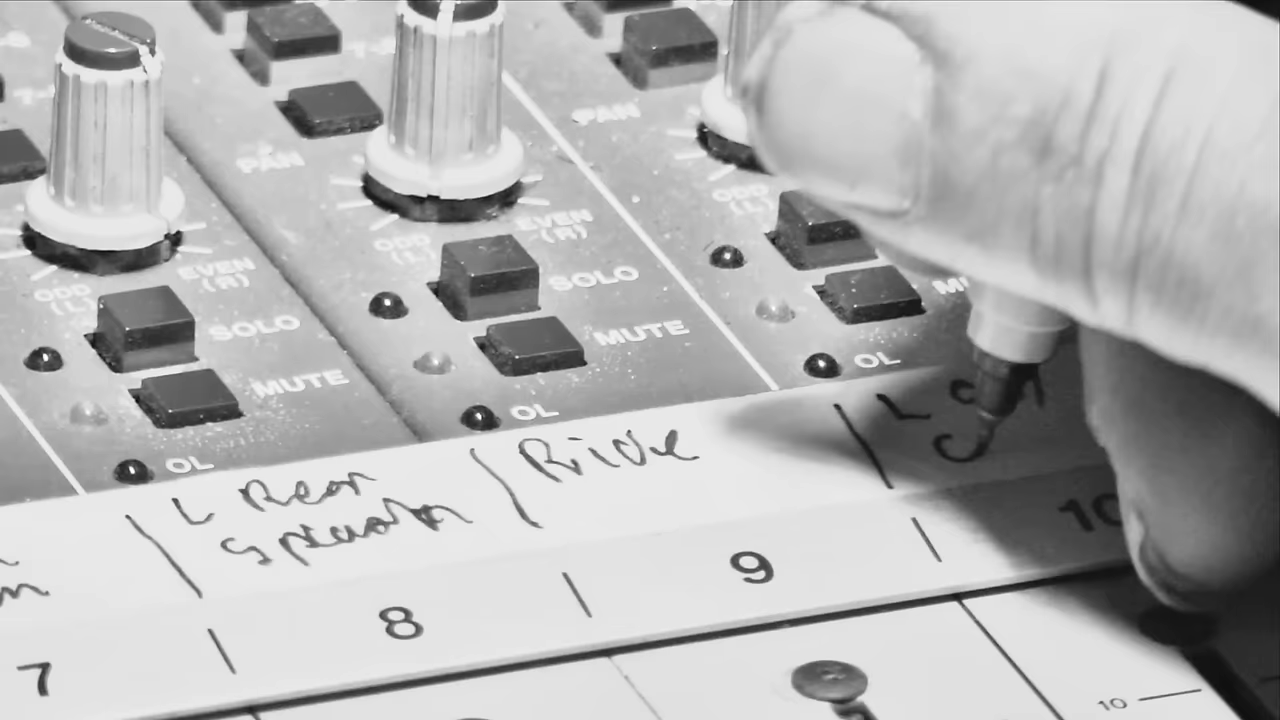 PAN
PAN
ODD
(L)
EVEN
(R)
ODD
(L)
EVEN
(R)
ODD
(L)
SOLO
MUTE
OL
SOLO
MUTE
OL
OL
L Rear
Ride
L
C
7
8
9
10
10